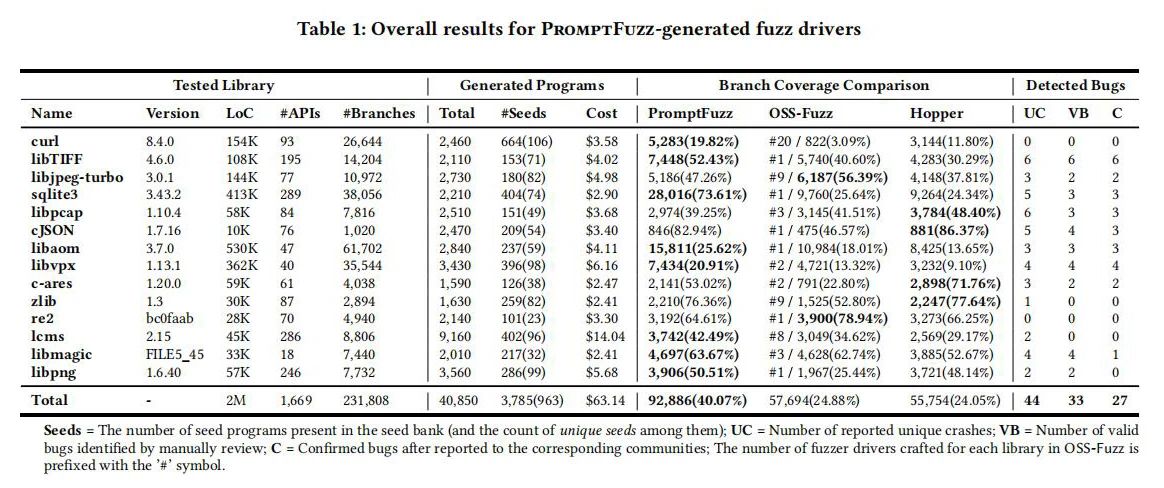 Table 1: Overall results for PromptFuzz-generated fuzz drivers
Tested Library Generated Programs Branch Coverage Comparison Detected Bugs
Name Version LoC #APIs #Branches Total #Seeds Cost PromptFuzz OSS-Fuzz Hopper UC VB C
curl 8.4.0 154K 93 26,644 2,460 664(106) $3.58 5,283(19.82%) #20 / 822(3.09%) 3,144(11.80%) 0 0 0
libTIFF 4.6.0 108K 195 14,204 2,110 153(71) $4.02 7,448(52.43%) #1 / 5,740(40.60%) 4,283(30.29%) 6 6 6
libjpeg-turbo 3.0.1 144K 77 10,972 2,730 180(82) $4.98 5,186(47.26%) #9 / 6,187(56.39%) 4,148(37.81%) 3 2 2
sqlite3 3.43.2 413K 289 38,056 2,210 404(74) $2.90 28,016(73.61%) #1 / 9,760(25.64%) 9,264(24.34%) 5 3 3
libpcap 1.10.4 58K 84 7,816 2,510 151(49) $3.68 2,974(39.25%) #3 / 3,145(41.51%) 3,784(48.40%) 6 3 3
cJSON 1.7.16 10K 76 1,020 2,470 209(54) $3.40 846(82.94%) #1 / 475(46.57%) 881(86.37%) 5 4 3
libaom 3.7.0 530K 47 61,702 2,840 237(59) $4.11 15,811(25.62%) #1 / 10,984(18.01%) 8,425(13.65%) 3 3 3
libvpx 1.13.1 362K 40 35,544 3,430 396(98) $6.16 7,434(20.91%) #2 / 4,721(13.32%) 3,232(9.10%) 4 4 4
c-ares 1.20.0 59K 61 4,038 1,590 126(38) $2.47 2,141(53.02%) #2 / 791(22.80%) 2,898(71.76%) 3 2 2
zlib 1.3 30K 87 2,894 1,630 259(82) $2.41 2,210(76.36%) #9 / 1,525(52.80%) 2,247(77.64%) 1 0 0
re2 bc0faab 28K 70 4,940 2,140 101(23) $3.30 3,192(64.61%) #1 / 3,900(78.94%) 3,273(66.25%) 0 0 0
lcms 2.15 45K 286 8,806 9,160 402(96) $14.04 3,742(42.49%) #8 / 3,049(34.62%) 2,569(29.17%) 2 0 0
libmagic FILE5_45 33K 18 7,440 2,010 217(32) $2.41 4,697(63.67%) #3 / 4,628(62.74%) 3,885(52.67%) 4 4 1
libpng 1.6.40 57K 246 7,732 3,560 286(99) $5.68 3,906(50.51%) #1 / 1,967(25.44%) 3,721(48.14%) 2 2 0
Total - 2M 1,669 231,808 40,850 3,785(963) $63.14 92,886(40.07%) 57,694(24.88%) 55,754(24.05%) 44 33 27
Seeds = The number of seed programs present in the seed bank (and the count of unique seeds among them); UC = Number of reported unique crashes; VB = Number of valid
bugs identified by manually review; C = Confirmed bugs after reported to the corresponding communities; The number of fuzzer drivers crafted for each library in OSS-Fuzz is
prefixed with the '#' symbol.